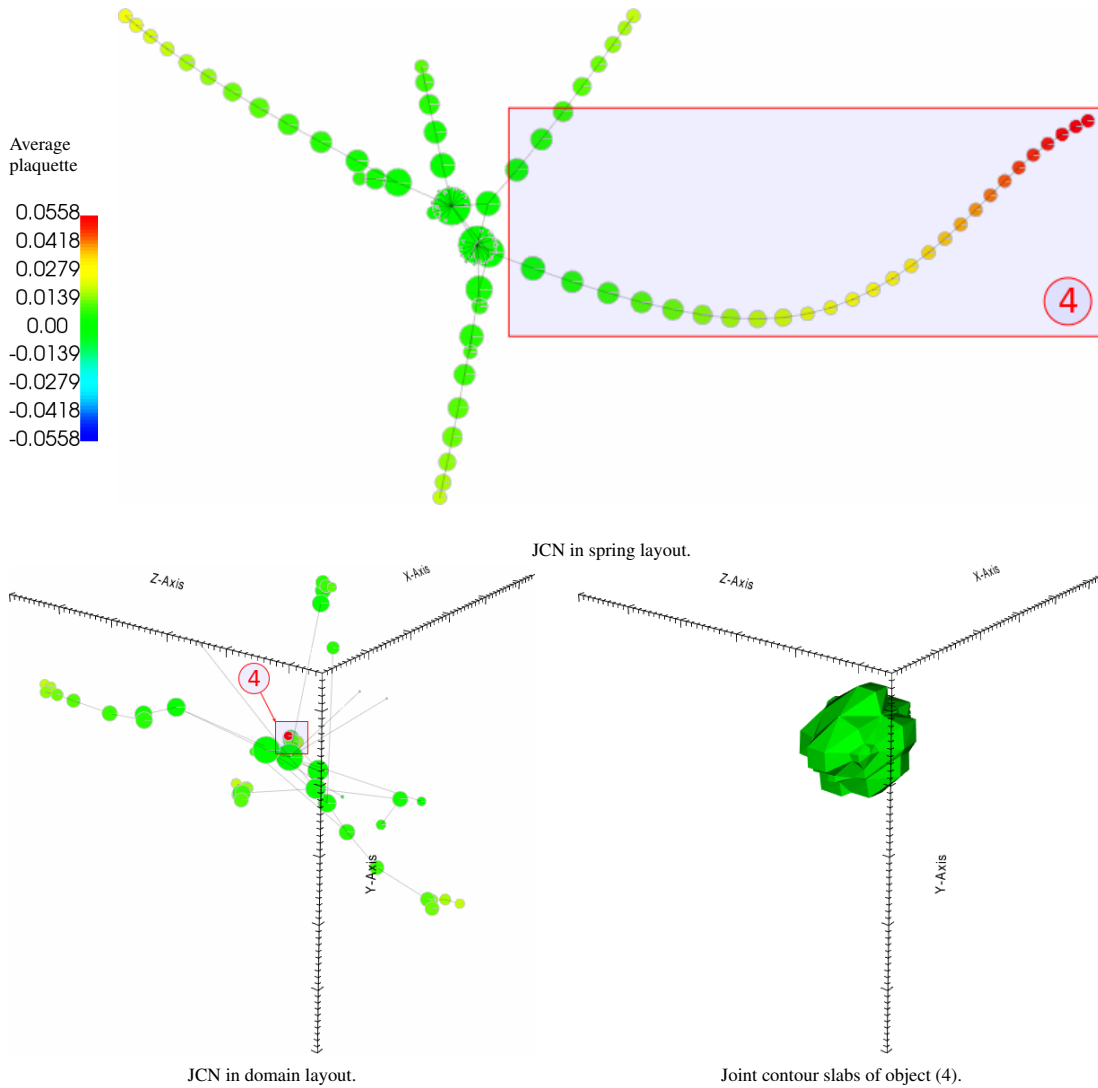 Average
plaquette
0.0558
0.0418
0.0279
0.0139
0.00
-0.0139
-0.0279
-0.0418
-0.0558
4
JCN in spring layout.
Z-Axis
X-Axis
4
Y-Axis
JCN in domain layout.
Z-Axis
X-Axis
Y-Axis
Joint contour slabs of object (4).